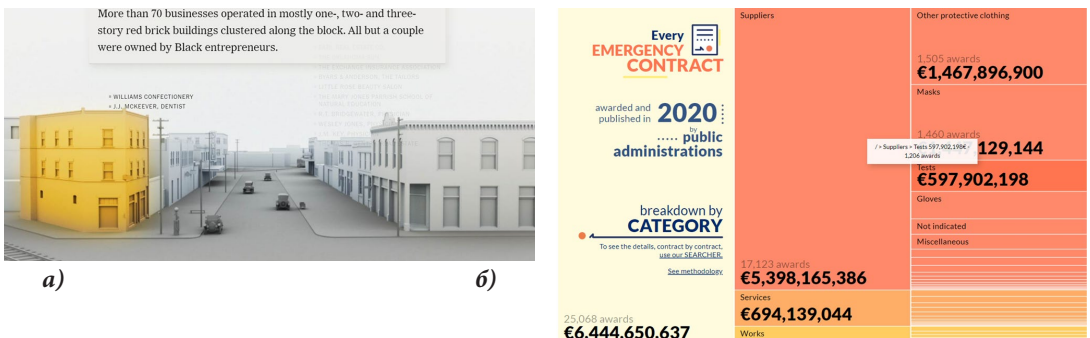 More than 70 businesses operated in mostly one-, two- and three-
story red brick buildings clustered along the block. All but a couple
were owned by Black entrepreneurs.
WILLIAMS CONFECTIONERY
J.J. MCKEEVER, DENTIST
а)
б)
Every
EMERGENCY
CONTRACT
awarded and
published in
2020
by
public
administrations
breakdown by
CATEGORY
To see the details, contract by contract,
use our SEARCHER.
See methodology
25,068 awards
€6,444,650,637
Suppliers
17,123 awards
€5,398,165,386
Services
€694,139,044
Works
Other protective clothing
1,505 awards
€1,467,896,900
Masks
1,460 awards
129,144
/ > Suppliers > Tests 597,902,198€
1,206 awards
Tests
€597,902,198
Gloves
Not indicated
Miscellaneous